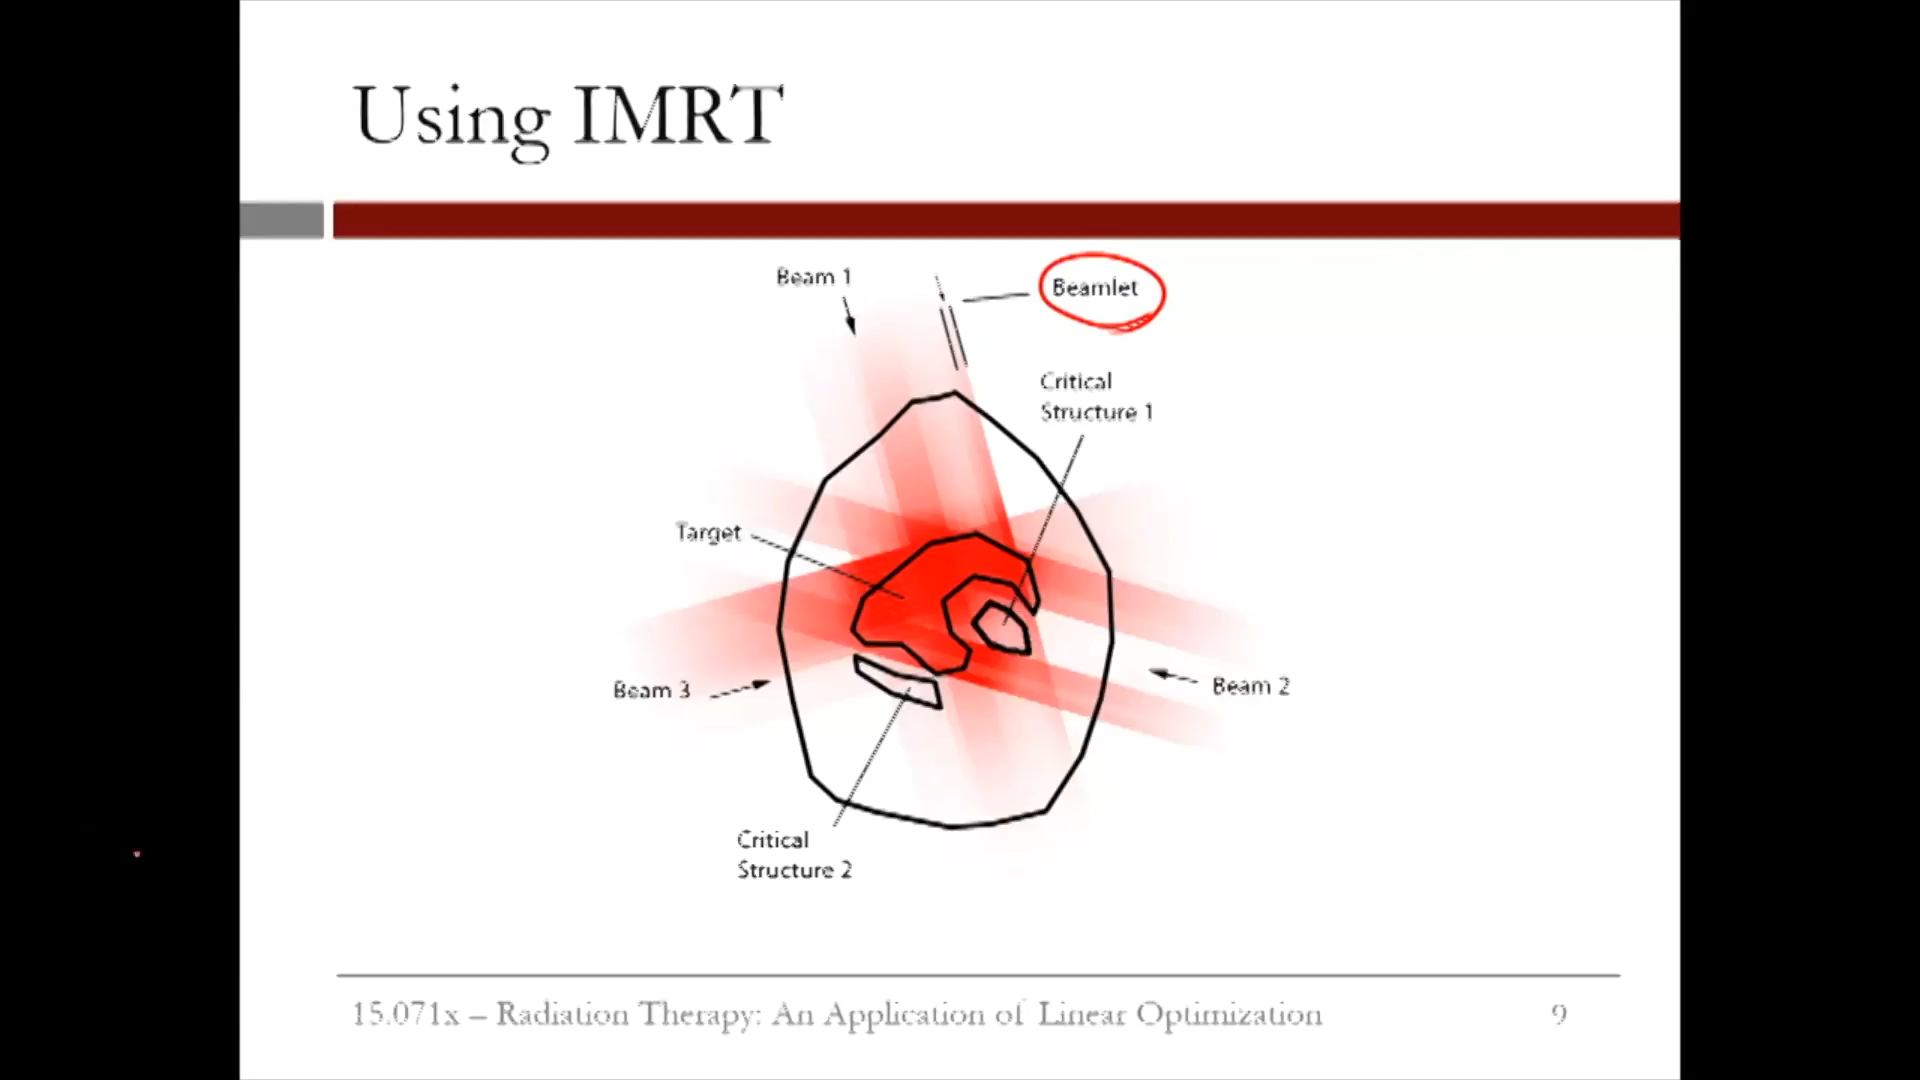 Using IMRT
Beam 1
Beamlet
Critical
Structure 1
Target
Beam 3
Beam 2
Critical
Structure 2
15.071x – Radiation Therapy: An Application of Linear Optimization
9